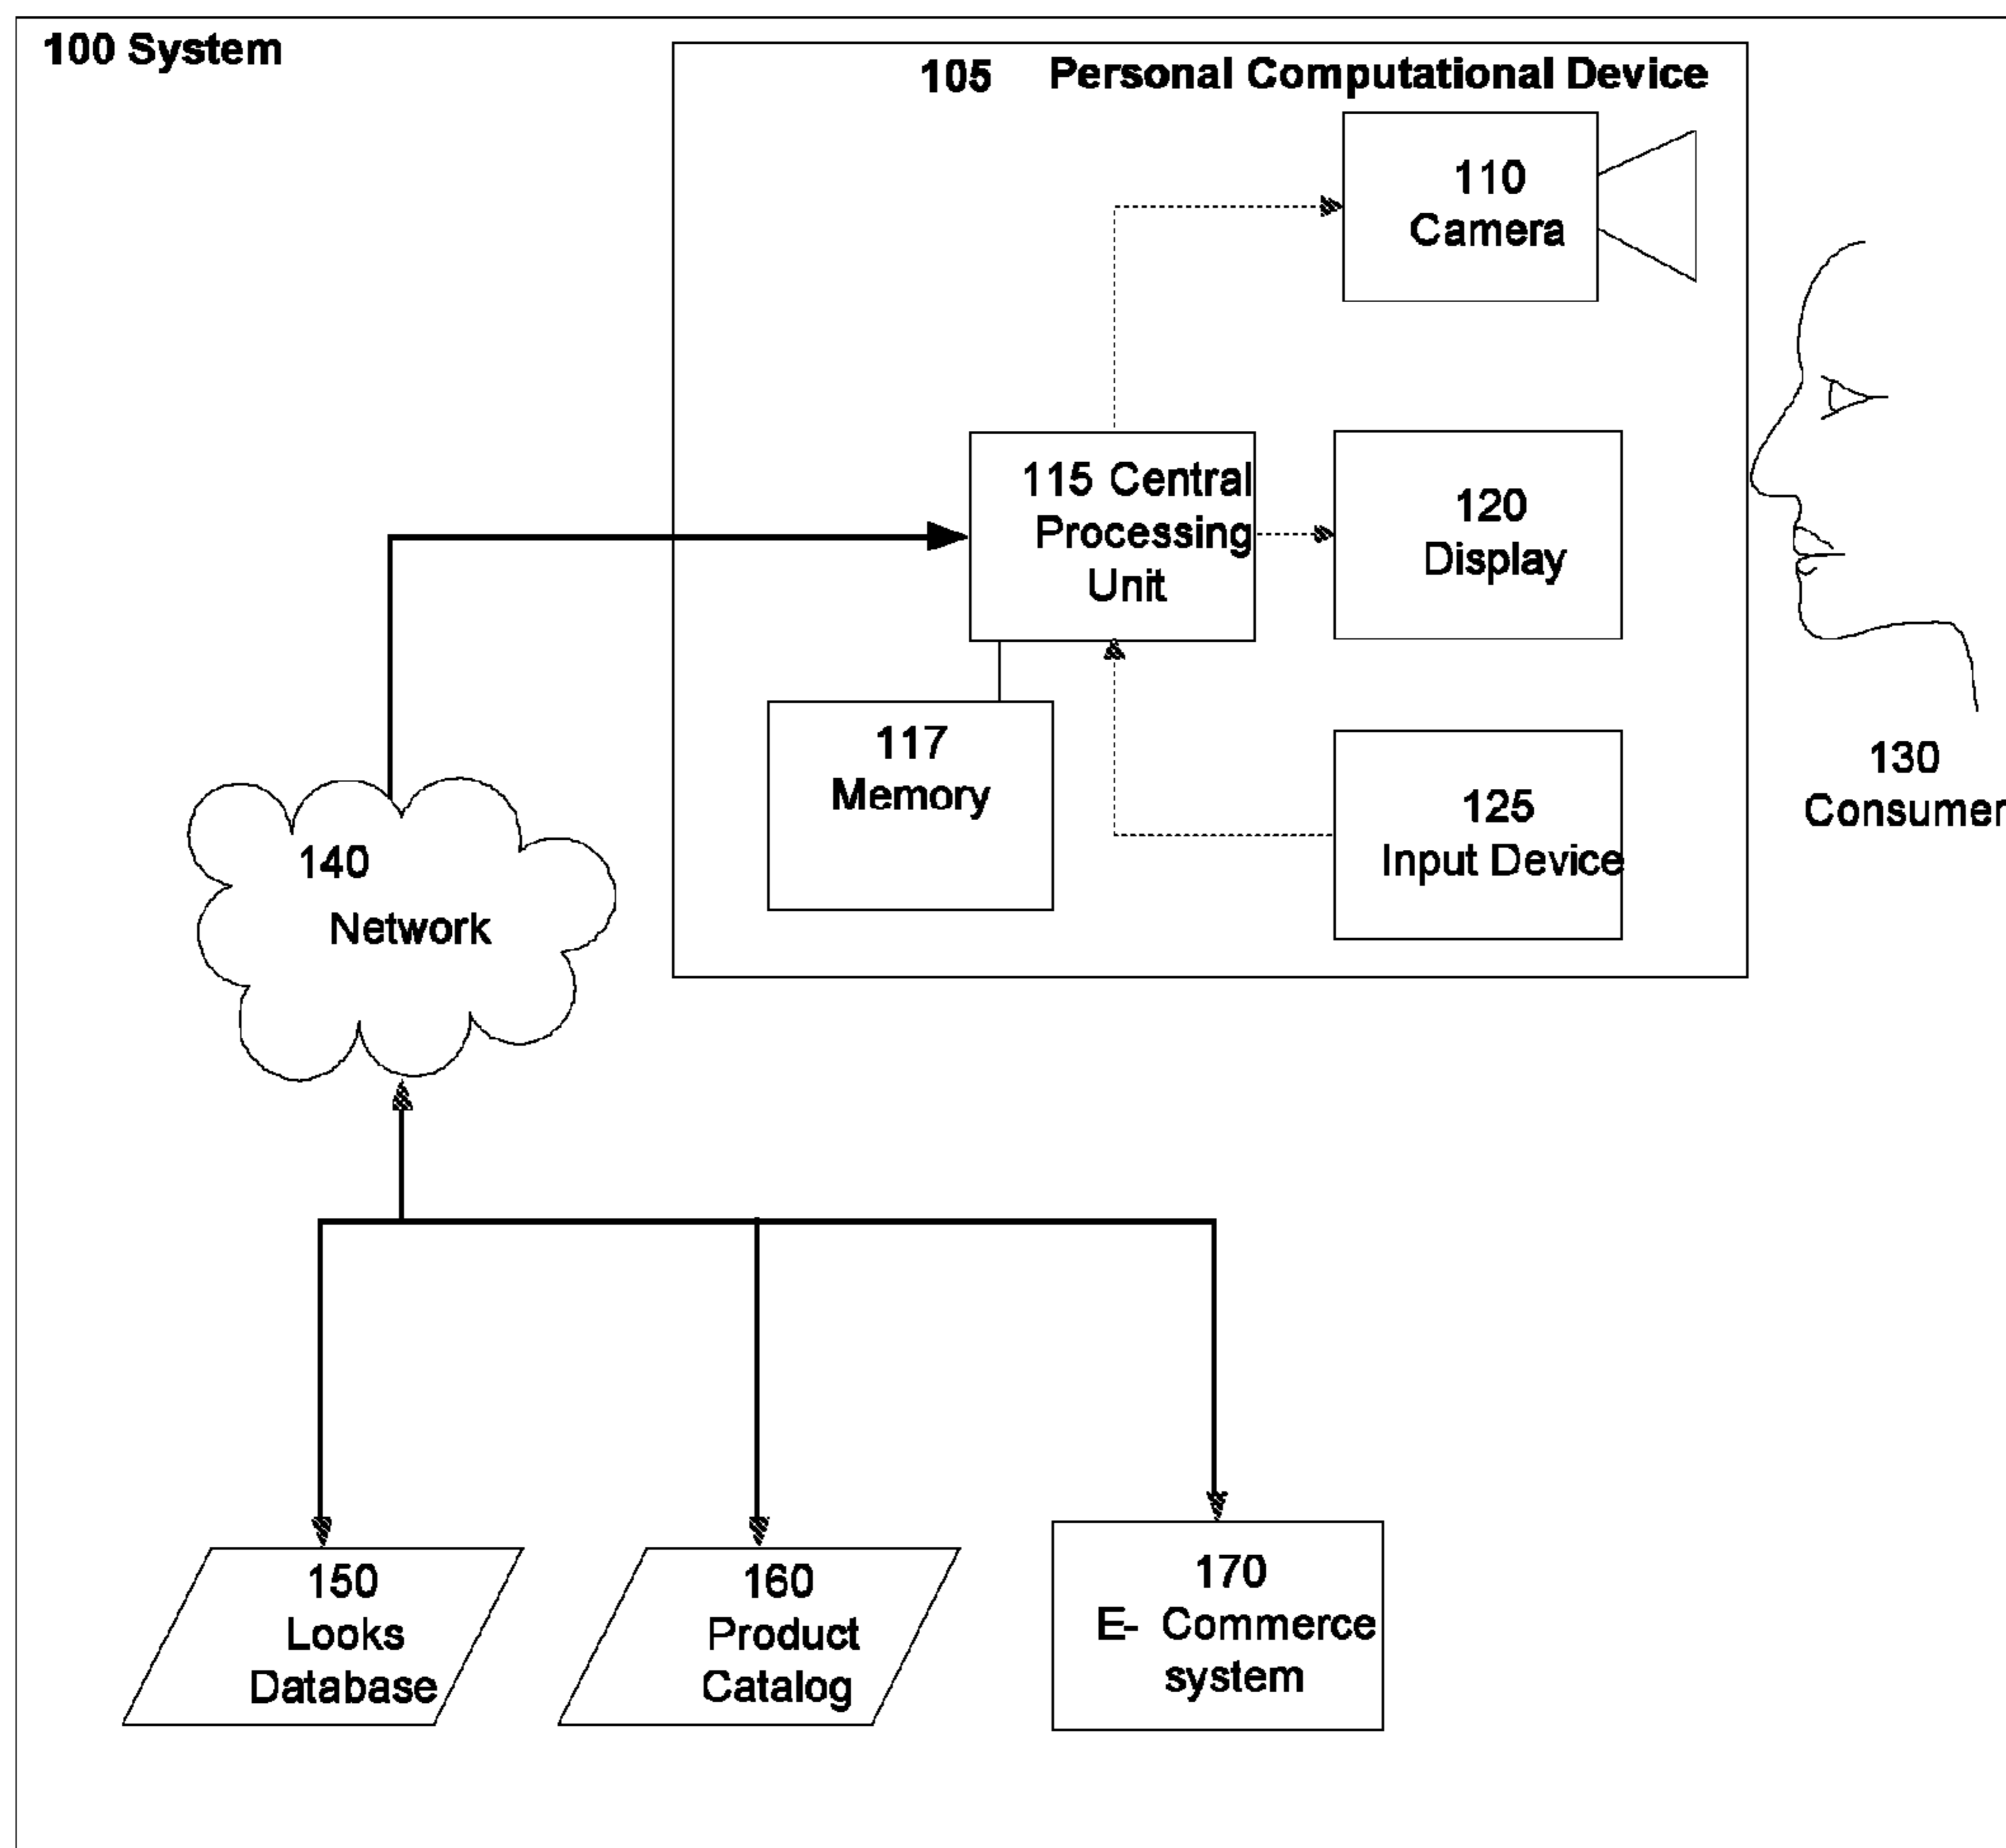 100 System
105 Personal Computational Device
110
Camera
115 Central
Processing
Unit
120
Display
117
Memory
125
Input Device
130
Consumer
140
Network
150
Looks
Database
160
Product
Catalog
170
E- Commerce
system